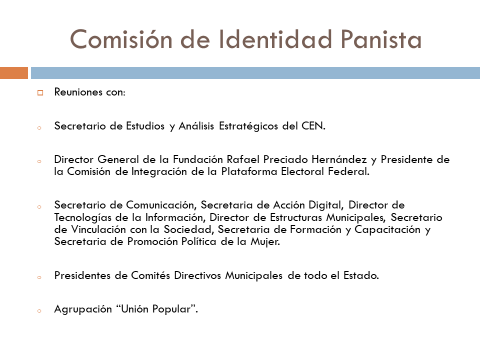 Comisión de Identidad Panista
Reuniones con:
Secretario de Estudios y Análisis Estratégicos del CEN.
Director General de la Fundación Rafael Preciado Hernández y Presidente de
la Comisión de Integración de la Plataforma Electoral Federal.
Secretario de Comunicación, Secretaria de Acción Digital, Director de
Tecnologías de la Información, Director de Estructuras Municipales, Secretario
de Vinculación con la Sociedad, Secretaria de Formación y Capacitación y
Secretaria de Promoción Política de la Mujer.
Presidentes de Comités Directivos Municipales de todo el Estado.
Agrupación “Unión Popular”.